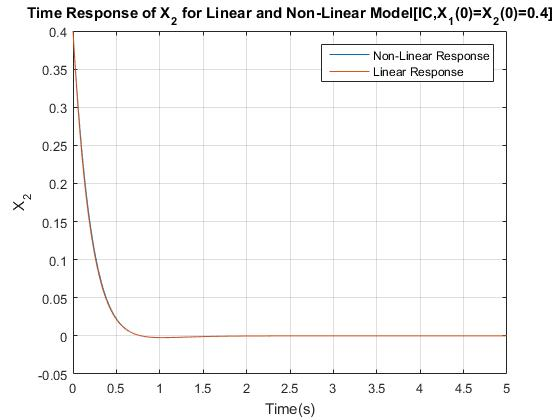 Time Response of X2 for Linear and Non-Linear Model[IC,X1(0)=X2(0)=0.4]
0.4
0.35
0.3
0.25
0.2
0.15
0.1
0.05
0
-0.05
X2
Non-Linear Response
Linear Response
0 0.5 1 1.5 2 2.5 3 3.5 4 4.5 5
Time(s)